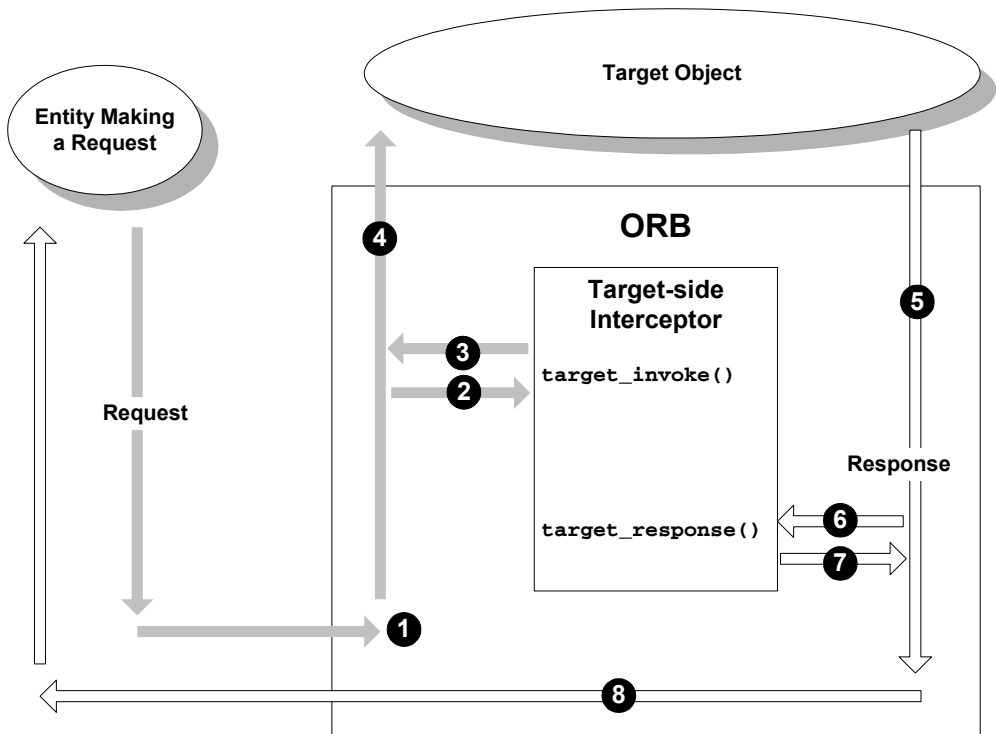 Target Object
Entity Making
a Request
4
ORB
5
Target-side
Interceptor
3
target_invoke()
2
Request
Response
6
target_response()
7
1
8